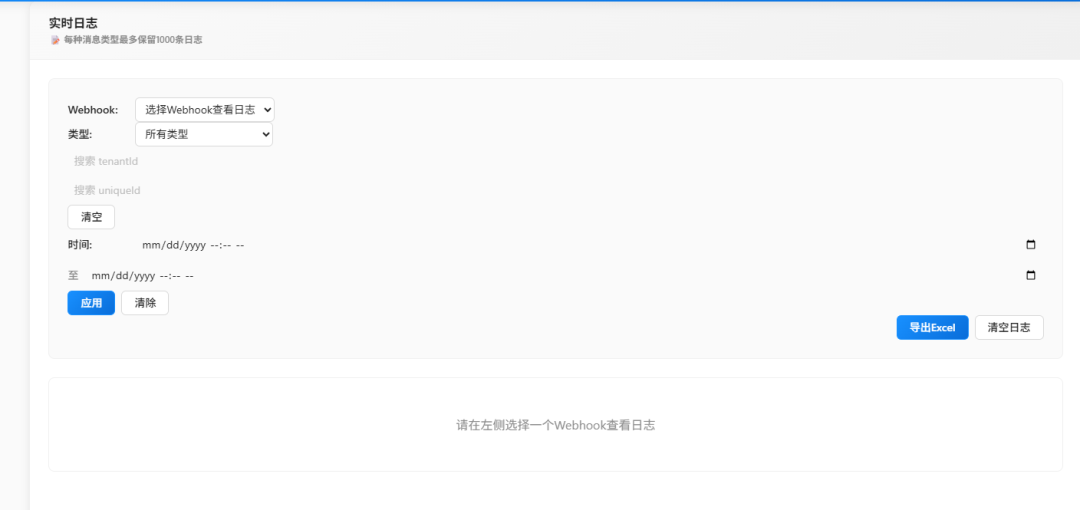 实时日志
📝 每种消息类型最多保留1000条日志
Webhook: 选择Webhook查看日志
类型: 所有类型
搜索 tenantId
搜索 uniqueId
清空
时间: mm/dd/yyyy --:-- --
至 mm/dd/yyyy --:-- --
应用 清除
导出Excel 清空日志
请在左侧选择一个Webhook查看日志